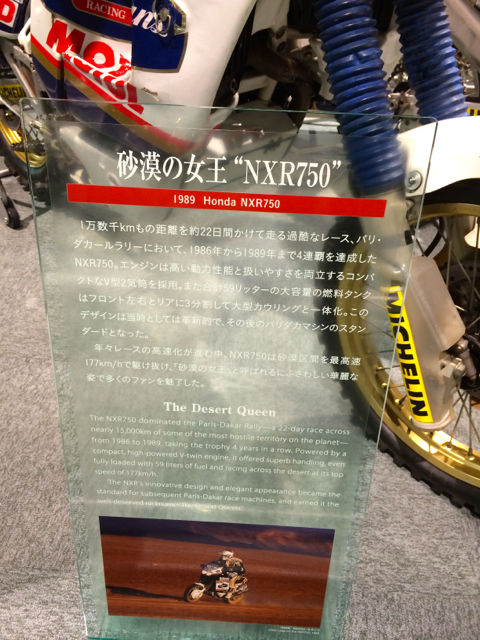 RACING
MOTUL
MICHELIN
砂漠の女王 “NXR750”
1989 Honda NXR750
1万数千kmもの距離を約22日間かけて走る過酷なレース、パリ・
ダカールラリーにおいて、1986年から1989年まで4連覇を達成した
NXR750。エンジンは高い動力性能と扱いやすさを両立するコンパ
クトなV型2気筒を採用。また合計59リッターの大容量の燃料タンク
はフロント左右とリアに3分割して大型カウリングと一体化。この
デザインは当時としては革新的で、その後のパリダカマシンのスタン
ダードとなった。
年々レースの高速化が進む中、NXR750は砂漠区間を最高速
177km/hで駆け抜け、「砂漠の女王」と呼ばれるにふさわしい華麗な
姿で多くのファンを魅了した。
The Desert Queen
The NXR750 dominated the Paris-Dakar Rally—a 22-day race across
nearly 15,000km of some of the most hostile territory on the planet—
from 1986 to 1989, taking the trophy 4 years in a row. Powered by a
compact, high-powered V-twin engine, it offered superb handling, even
fully loaded with 59 liters of fuel and racing across the desert at its top
speed of 177km/h.
The NXR's innovative design and elegant appearance became the
standard for subsequent Paris-Dakar race machines, and earned it the
well-deserved nickname "The Desert Queen."
MICHELIN